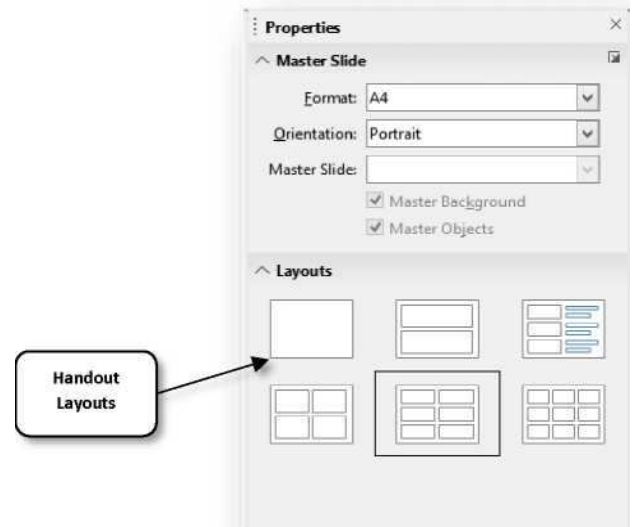 Properties
Master Slide
Format: A4
Orientation: Portrait
Master Slide:
Master Background
Master Objects
Layouts
Handout
Layouts